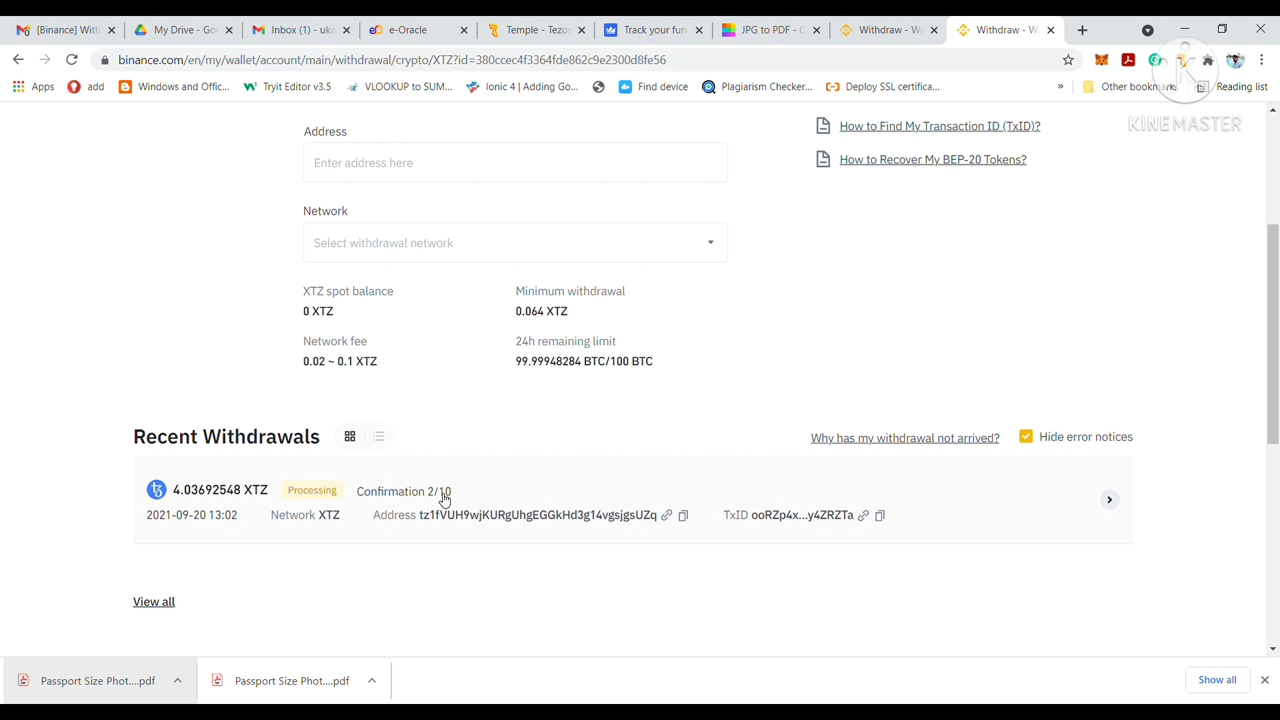 [Binance] With
My Drive - Go
Inbox (1) - uka
e-Oracle
Temple - Tezos
Track your fun
JPG to PDF - C
Withdraw - Wa
Withdraw - Wa
binance.com/en/my/wallet/account/main/withdrawal/crypto/XTZ?id=
Apps
add
Windows and Offic...
Tryit Editor v3.5
VLOOKUP to SUM...
Ionic 4 | Adding Go...
Find device
Plagiarism Checker...
Deploy SSL certifica...
»
Other bookmarks
Reading list
KINEMASTER
Address
Enter address here
How to Find My Transaction ID (TxID)?
How to Recover My BEP-20 Tokens?
Network
Select withdrawal network
XTZ spot balance
Minimum withdrawal
0 XTZ
0.064 XTZ
Network fee
24h remaining limit
0.02 ~ 0.1 XTZ
99.99948284 BTC/100 BTC
Recent Withdrawals
Why has my withdrawal not arrived?
Hide error notices
4.03692548 XTZ
Processing
Confirmation 2/10
2021-09-20 13:02
Network XTZ
Address tz1fVUH9wjKURgUhgEGGkHd3g14vgsjgsUZq
TxID ooRZp4x...y4ZRZTa
View all
Passport Size Phot....pdf
Passport Size Phot....pdf
Show all